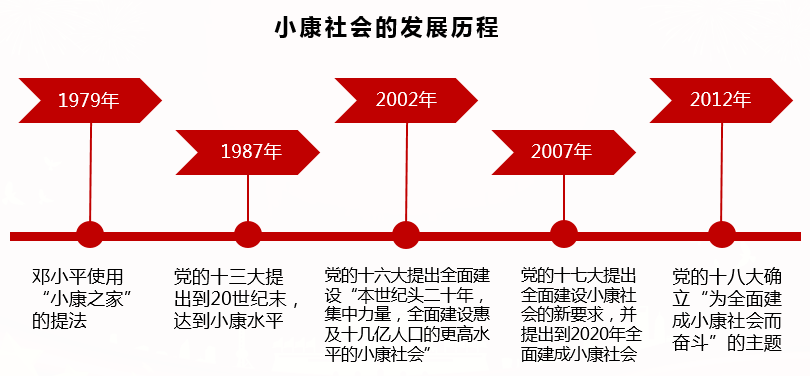 小康社会的发展历程
1979年
1987年
2002年
2007年
2012年
邓小平使用
“小康之家”
的提法
党的十三大提
出到20世纪末，
达到小康水平
党的十六大提出全面建
设“本世纪头二十年，
集中力量，全面建设惠
及十几亿人口的更高水
平的小康社会”
党的十七大提出
全面建设小康社
会的新要求，并
提出到2020年全
面建成小康社会
党的十八大确
立“为全面建
成小康社会而
奋斗”的主题